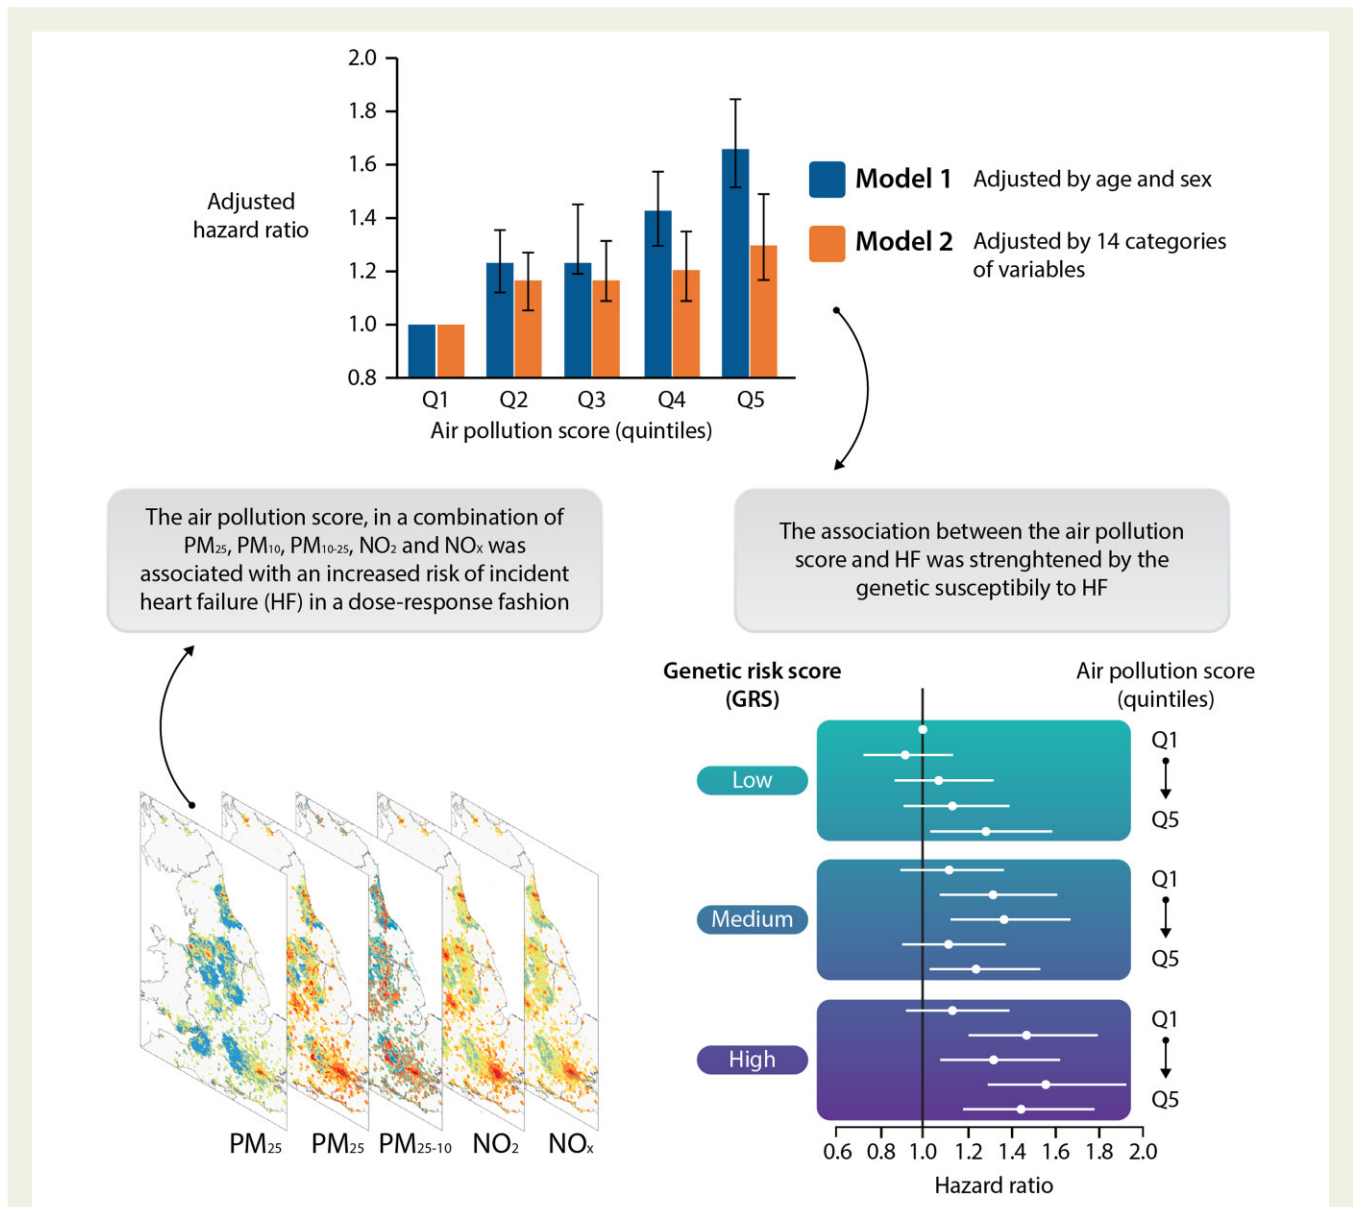 2.0
1.8
1.6
1.4
1.2
1.0
0.8
Adjusted
hazard ratio
Q1 Q2 Q3 Q4 Q5
Air pollution score (quintiles)
Model 1 Adjusted by age and sex
Model 2 Adjusted by 14 categories
of variables
The air pollution score, in a combination of
PM25, PM10, PM10-25, NO2 and NOx was
associated with an increased risk of incident
heart failure (HF) in a dose-response fashion
The association between the air pollution
score and HF was strenghtened by the
genetic susceptibily to HF
PM25 PM25 PM25-10 NO2 NOx
Genetic risk score
(GRS)
Air pollution score
(quintiles)
Low
Q1
Q5
Medium
Q1
Q5
High
Q1
Q5
0.6 0.8 1.0 1.2 1.4 1.6 1.8 2.0
Hazard ratio